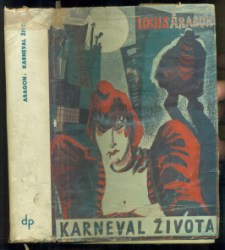 ARAGON: KARNEVAL ŽIVOTA
dp
LOUIS ARAGON
KARNEVAL ŽIVOTA